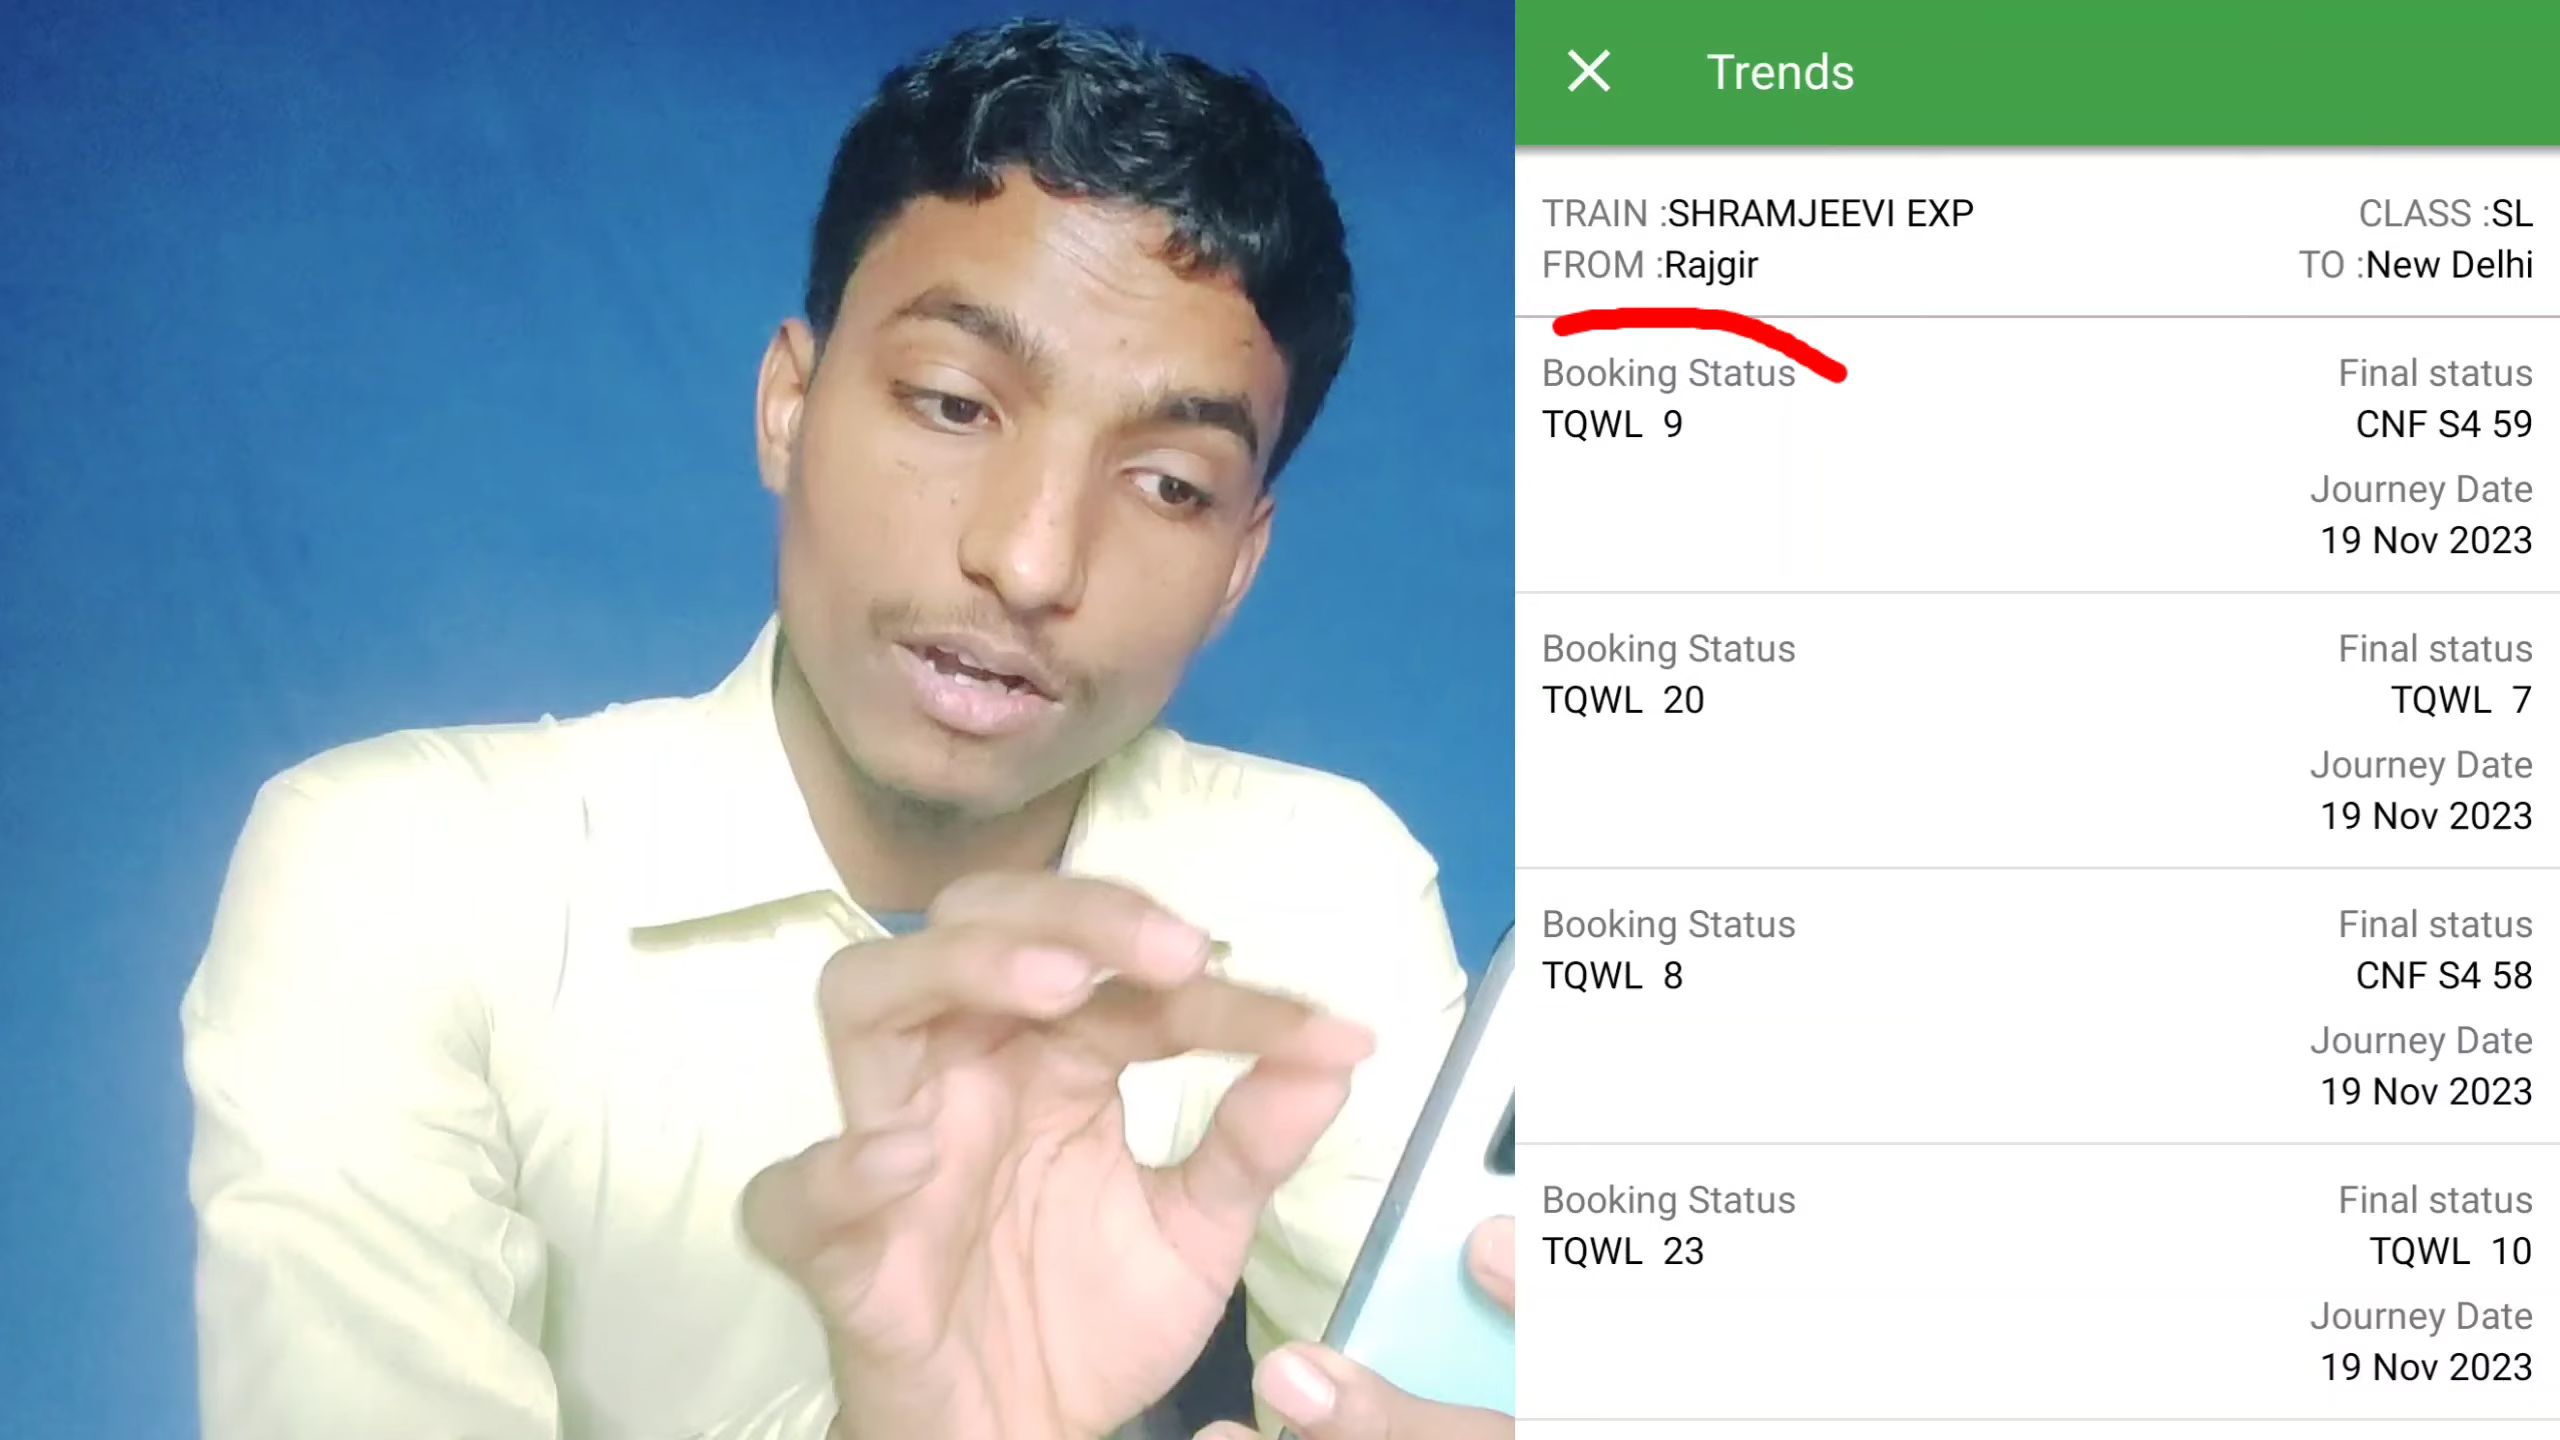 Trends
TRAIN :SHRAMJEEVI EXP CLASS :SL
FROM :Rajgir TO :New Delhi
Booking Status Final status
TQWL 9 CNF S4 59
Journey Date
19 Nov 2023
Booking Status Final status
TQWL 20 TQWL 7
Journey Date
19 Nov 2023
Booking Status Final status
TQWL 8 CNF S4 58
Journey Date
19 Nov 2023
Booking Status Final status
TQWL 23 TQWL 10
Journey Date
19 Nov 2023